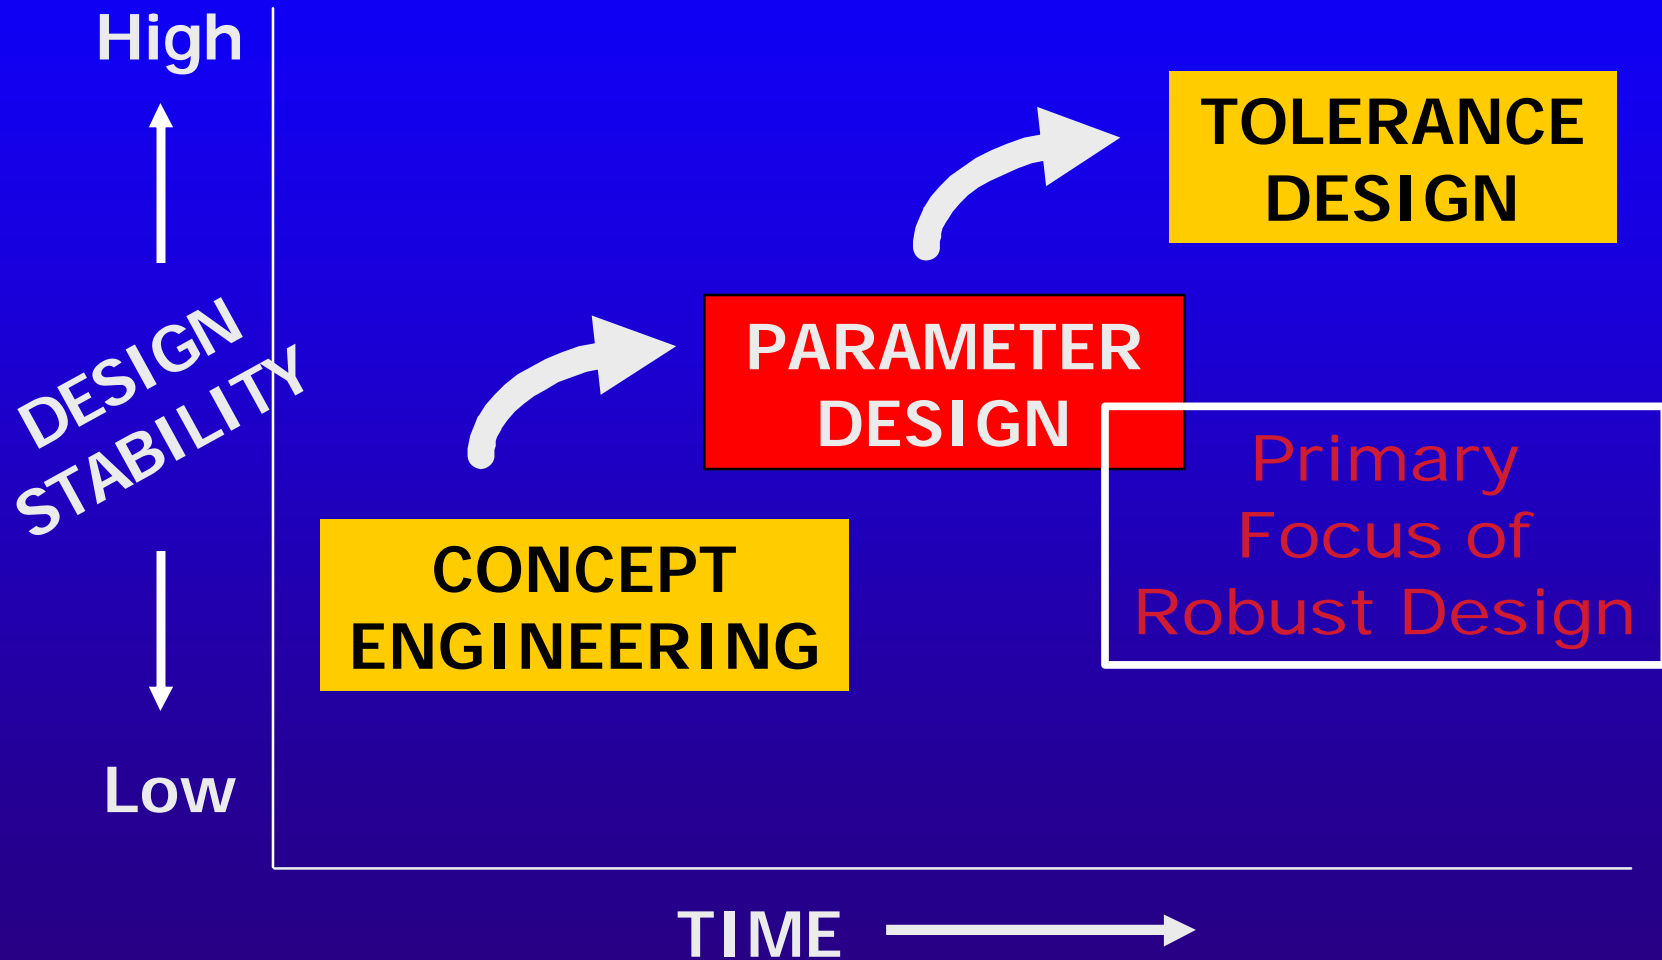 High
TOLERANCE
DESIGN
DESIGN
STABILITY
PARAMETER
DESIGN
Primary
Focus of
Robust Design
CONCEPT
ENGINEERING
Low
TIME